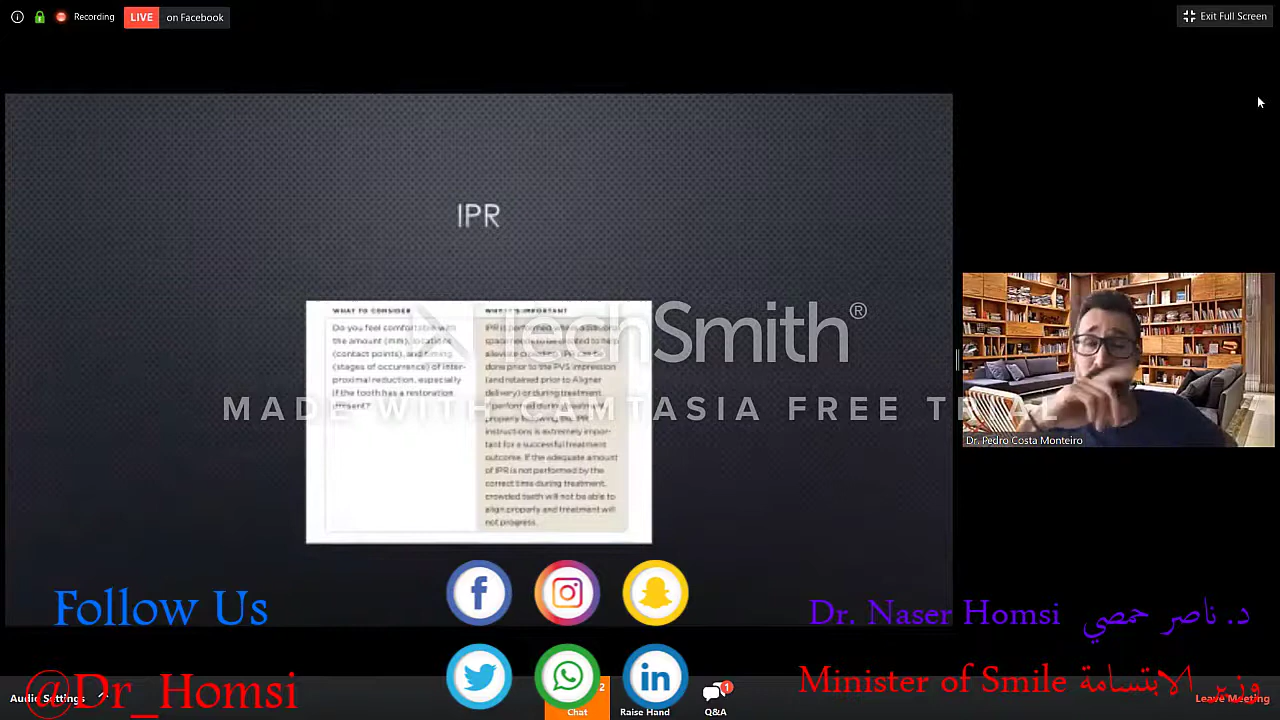 Recording
LIVE on Facebook
Exit Full Screen
IPR
WHAT TO CONSIDER
Do you feel comfortable with
the amount (mm), locations
(contact points), and timing
(stages of occurrence) of inter-
proximal reduction, especially
if the tooth has a restoration
present?
WHY IT'S IMPORTANT
IPR is performed where a
space needs to be created to help
alleviate crowding. IPR can be
done prior to the PVS impression
(and retained prior to Aligner
delivery) or during treatment.
If performed during treatment,
properly following the IPR
instructions is extremely impor-
tant for a successful treatment
outcome. If the adequate amount
of IPR is not performed by the
correct time during treatment,
crowded teeth will not be able to
align properly and treatment will
not progress.
TechSmith®
MADE WITH CAMTASIA FREE TRIAL
Dr. Pedro Costa Monteiro
Follow Us
Dr. Naser Homsi د. ناصر حمصي
@Dr_Homsi
Minister of Smile وزير الابتسامة
Audio Settings
2
Chat
Raise Hand
1
Q&A
Leave Meeting